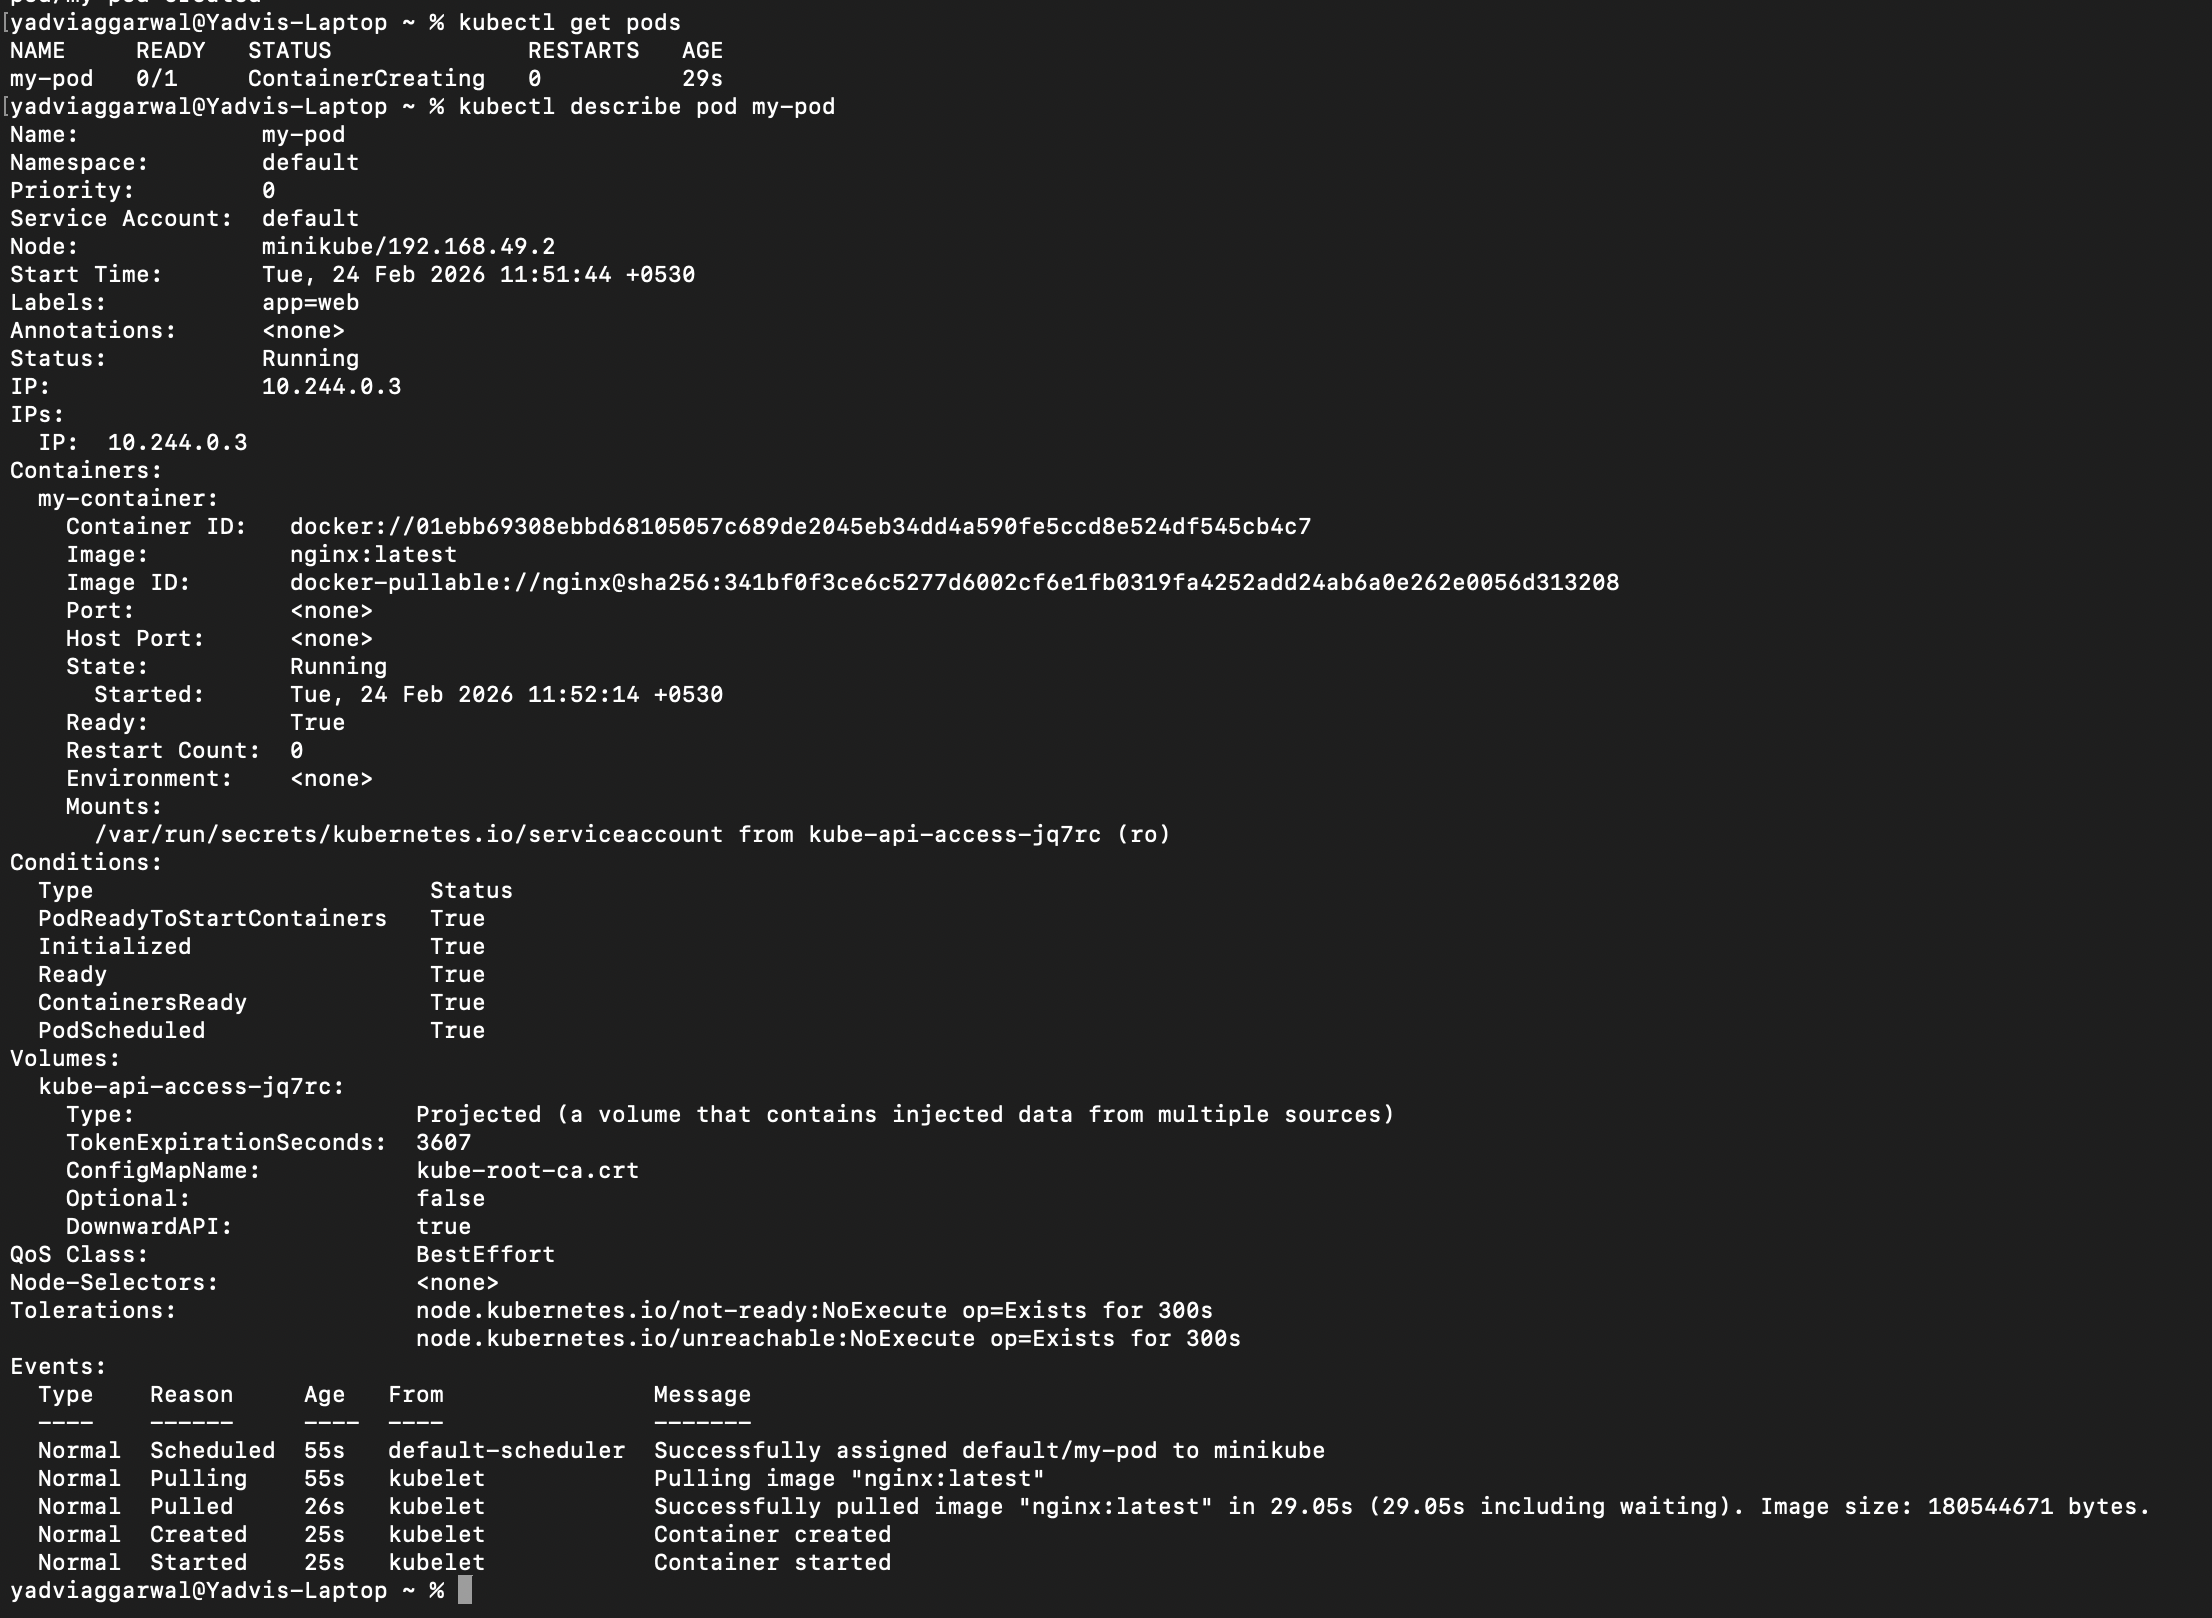 pod/my-pod created
[yadviaggarwal@Yadvis-Laptop ~ % kubectl get pods
NAME     READY   STATUS              RESTARTS   AGE
my-pod   0/1     ContainerCreating   0          29s
[yadviaggarwal@Yadvis-Laptop ~ % kubectl describe pod my-pod
Name:             my-pod
Namespace:        default
Priority:         0
Service Account:  default
Node:             minikube/192.168.49.2
Start Time:       Tue, 24 Feb 2026 11:51:44 +0530
Labels:           app=web
Annotations:      <none>
Status:           Running
IP:               10.244.0.3
IPs:
  IP:  10.244.0.3
Containers:
  my-container:
    Container ID:   docker://01ebb69308ebbd68105057c689de2045eb34dd4a590fe5ccd8e524df545cb4c7
    Image:          nginx:latest
    Image ID:       docker-pullable://nginx@sha256:341bf0f3ce6c5277d6002cf6e1fb0319fa4252add24ab6a0e262e0056d313208
    Port:           <none>
    Host Port:      <none>
    State:          Running
      Started:      Tue, 24 Feb 2026 11:52:14 +0530
    Ready:          True
    Restart Count:  0
    Environment:    <none>
    Mounts:
      /var/run/secrets/kubernetes.io/serviceaccount from kube-api-access-jq7rc (ro)
Conditions:
  Type                        Status
  PodReadyToStartContainers   True
  Initialized                 True
  Ready                       True
  ContainersReady             True
  PodScheduled                True
Volumes:
  kube-api-access-jq7rc:
    Type:                    Projected (a volume that contains injected data from multiple sources)
    TokenExpirationSeconds:  3607
    ConfigMapName:           kube-root-ca.crt
    Optional:                false
    DownwardAPI:             true
QoS Class:                   BestEffort
Node-Selectors:              <none>
Tolerations:                 node.kubernetes.io/not-ready:NoExecute op=Exists for 300s
                             node.kubernetes.io/unreachable:NoExecute op=Exists for 300s
Events:
  Type    Reason     Age   From               Message
  ----    ------     ----  ----               -------
  Normal  Scheduled  55s   default-scheduler  Successfully assigned default/my-pod to minikube
  Normal  Pulling    55s   kubelet            Pulling image "nginx:latest"
  Normal  Pulled     26s   kubelet            Successfully pulled image "nginx:latest" in 29.05s (29.05s including waiting). Image size: 180544671 bytes.
  Normal  Created    25s   kubelet            Container created
  Normal  Started    25s   kubelet            Container started
yadviaggarwal@Yadvis-Laptop ~ %